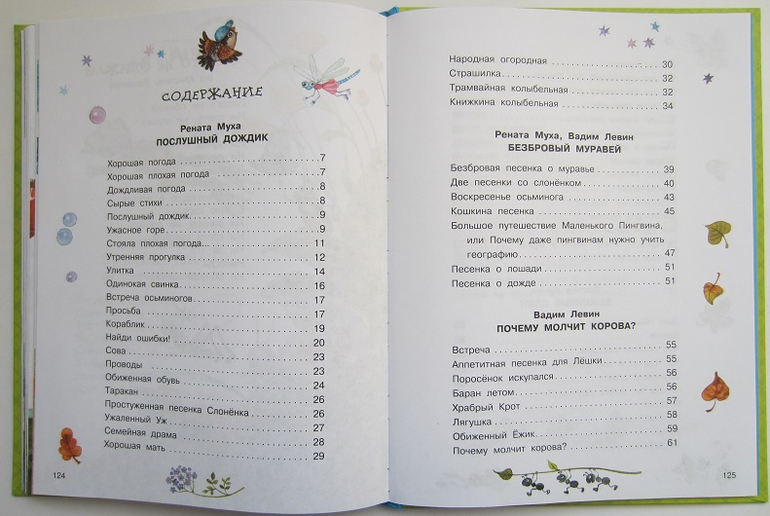 СОДЕРЖАНИЕ
Рената Муха
ПОСЛУШНЫЙ ДОЖДИК
Хорошая погода 7
Хорошая плохая погода 7
Дождливая погода 8
Сырые стихи 8
Послушный дождик 9
Ужасное горе 9
Стояла плохая погода... 11
Утренняя прогулка 12
Улитка 14
Одинокая свинка 16
Встреча осьминогов 17
Просьба 17
Кораблик 19
Найди ошибки! 20
Сова 23
Проводы 23
Обиженная обувь 24
Таракан 26
Простуженная песенка Слонёнка 26
Ужаленный Уж 27
Семейная драма 28
Хорошая мать 29
124
Народная огородная 30
Страшилка 32
Трамвайная колыбельная 32
Книжкина колыбельная 34
Рената Муха, Вадим Левин
БЕЗБРОВЫЙ МУРАВЕЙ
Безбровая песенка о муравье 39
Две песенки со слонёнком 40
Воскресенье осьминога 43
Кошкина песенка 45
Большое путешествие Маленького Пингвина,
или Почему даже пингвинам нужно учить
географию 47
Песенка о лошади 51
Песенка о дожде 51
Вадим Левин
ПОЧЕМУ МОЛЧИТ КОРОВА?
Встреча 55
Аппетитная песенка для Лёшки 55
Поросёнок искупался 56
Баран летом 56
Храбрый Крот 57
Лягушка 58
Обиженный Ёжик 59
Почему молчит корова? 61
125